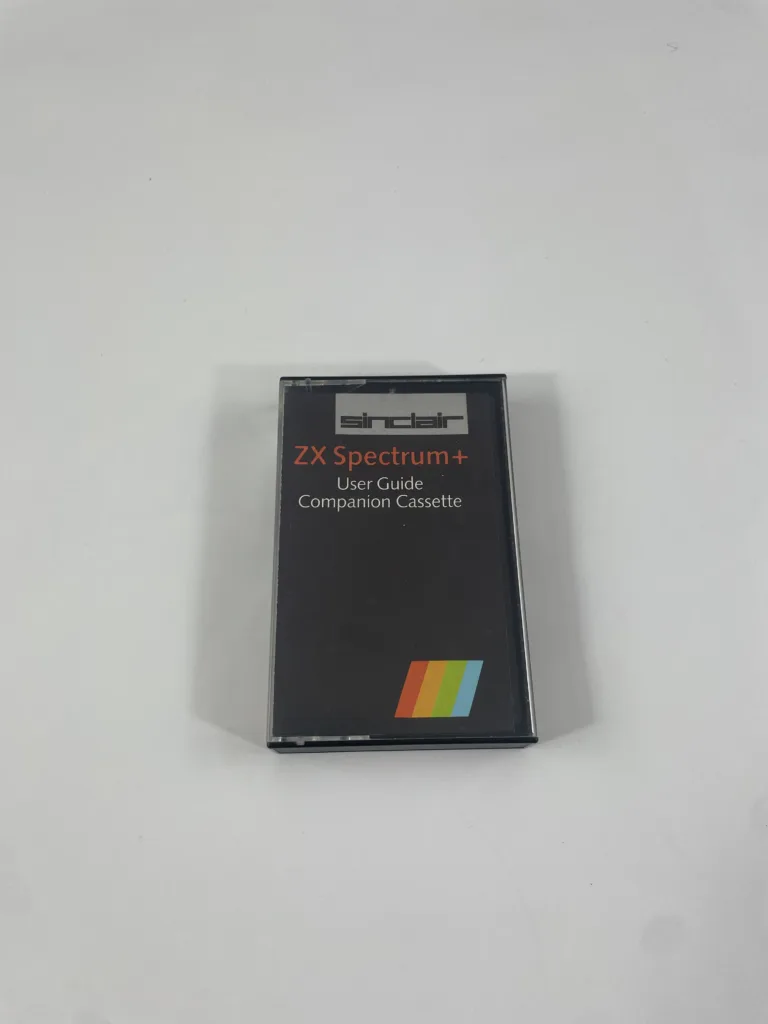 sinclair
ZX Spectrum+
User Guide
Companion Cassette